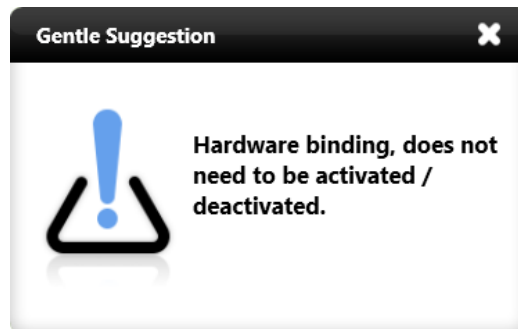 Gentle Suggestion
Hardware binding, does not
need to be activated /
deactivated.